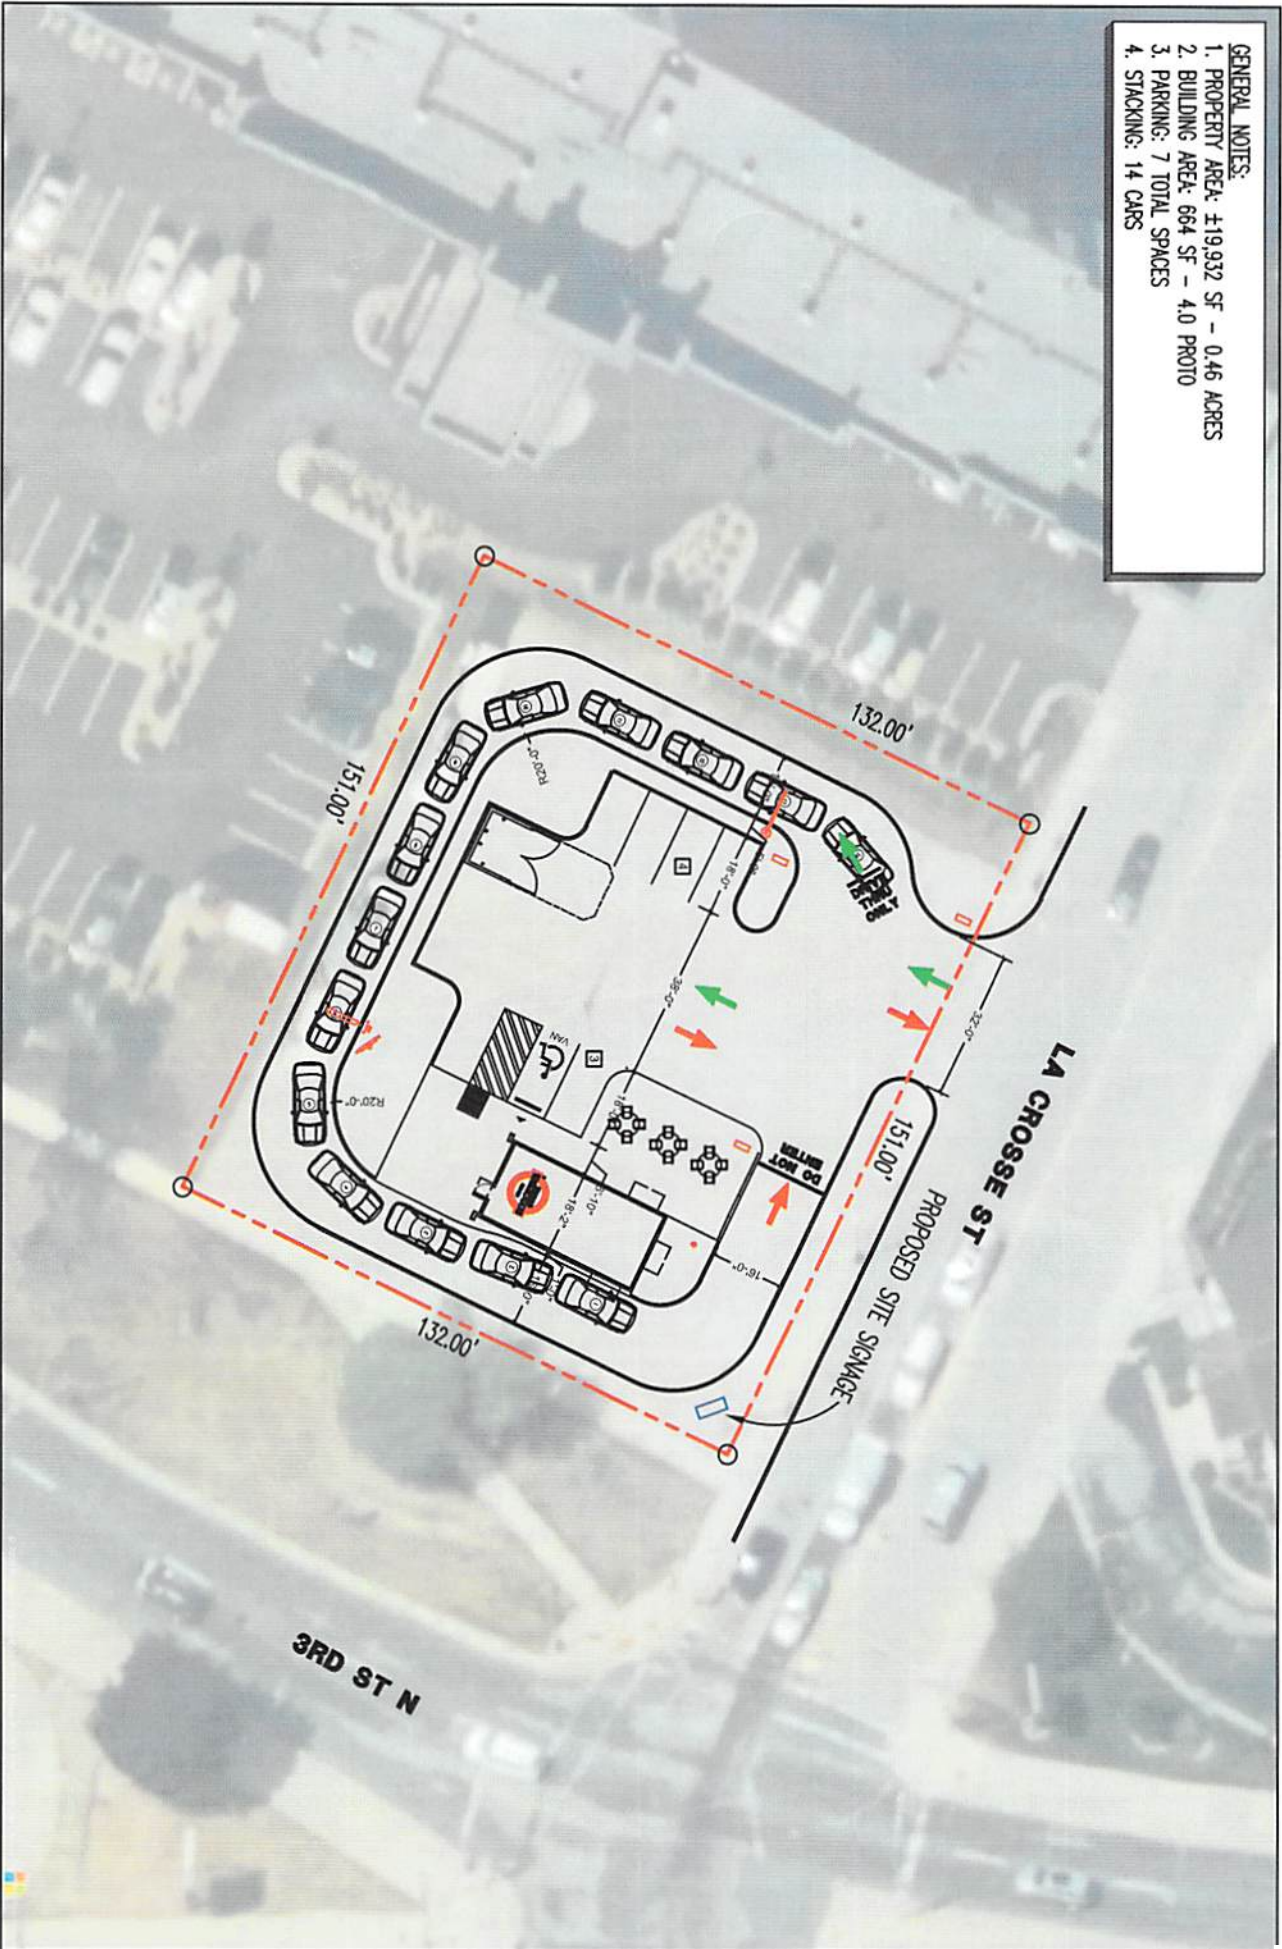 GENERAL NOTES:
1. PROPERTY AREA: ±19,932 SF - 0.46 ACRES
2. BUILDING AREA: 664 SF - 4.0 PROTO
3. PARKING: 7 TOTAL SPACES
4. STACKING: 14 CARS
LA CROSSE ST
PROPOSED SITE SIGNAGE
3RD ST N
132.00'
151.00'
151.00'
132.00'
32'-0"
18'-0"
38'-0"
18'-2"
16'-0"
R20'-0"
R20'-0"
4
3
VAN
DO NOT
ENTER